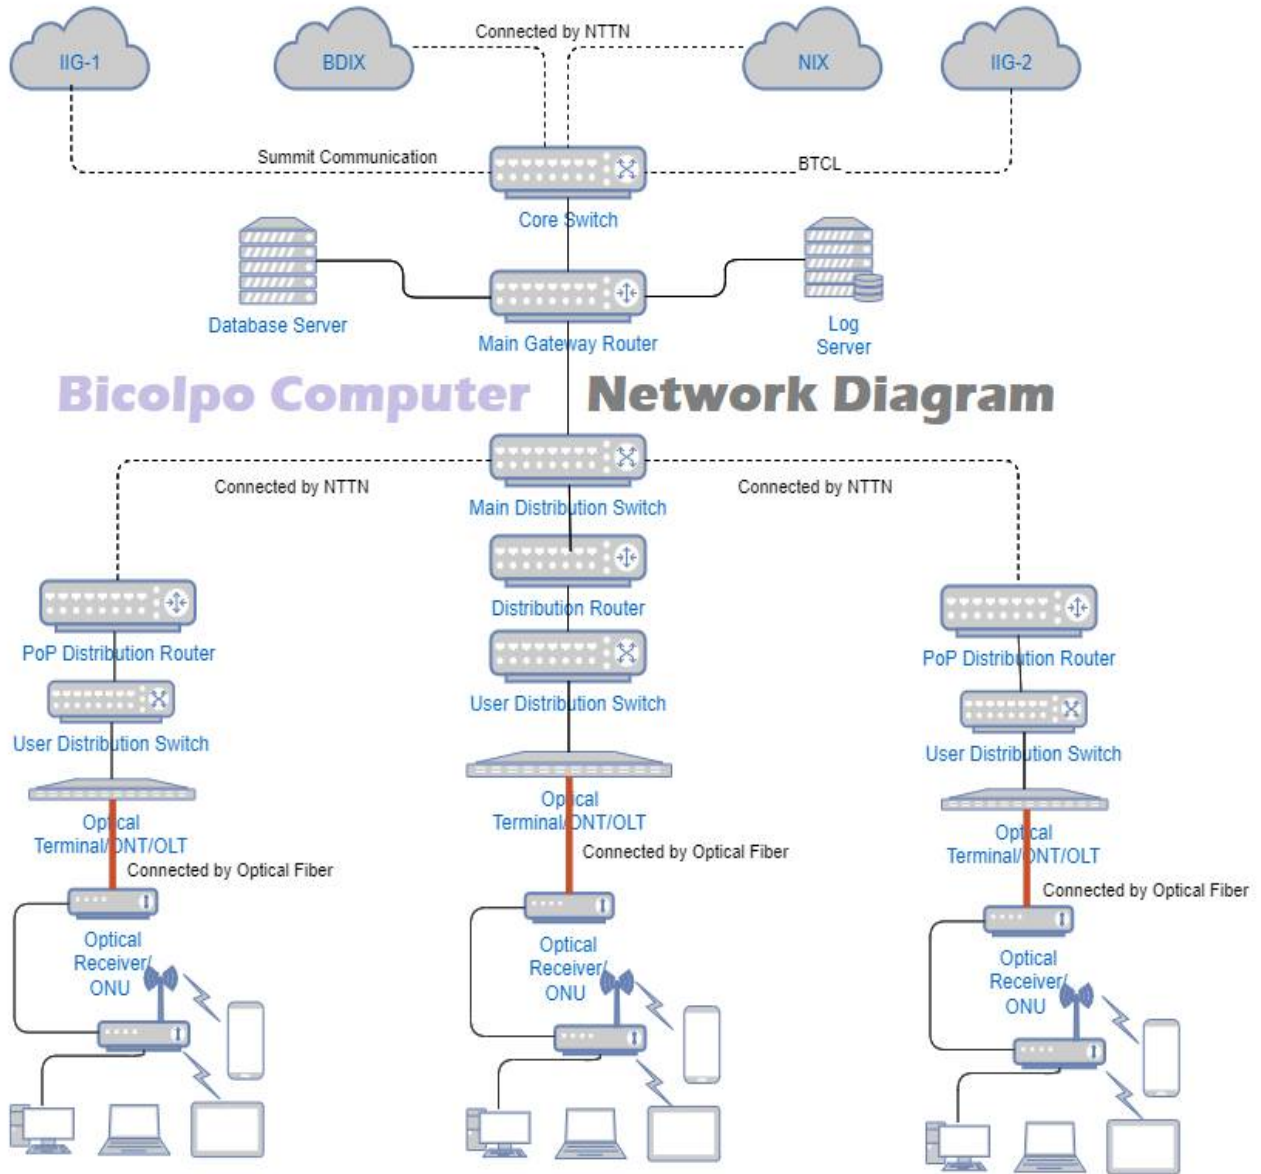 Connected by NTTN
IIG-1
BDIX
NIX
IIG-2
Summit Communication
BTCL
Core Switch
Database Server
Main Gateway Router
Log
Server
Bicolpo Computer Network Diagram
Connected by NTTN
Connected by NTTN
Main Distribution Switch
Distribution Router
PoP Distribution Router
PoP Distribution Router
User Distribution Switch
User Distribution Switch
User Distribution Switch
Optical
Terminal/ONT/OLT
Connected by Optical Fiber
Optical
Terminal/ONT/OLT
Connected by Optical Fiber
Optical
Terminal/ONT/OLT
Connected by Optical Fiber
Optical
Receiver/
ONU
Optical
Receiver/
ONU
Optical
Receiver/
ONU